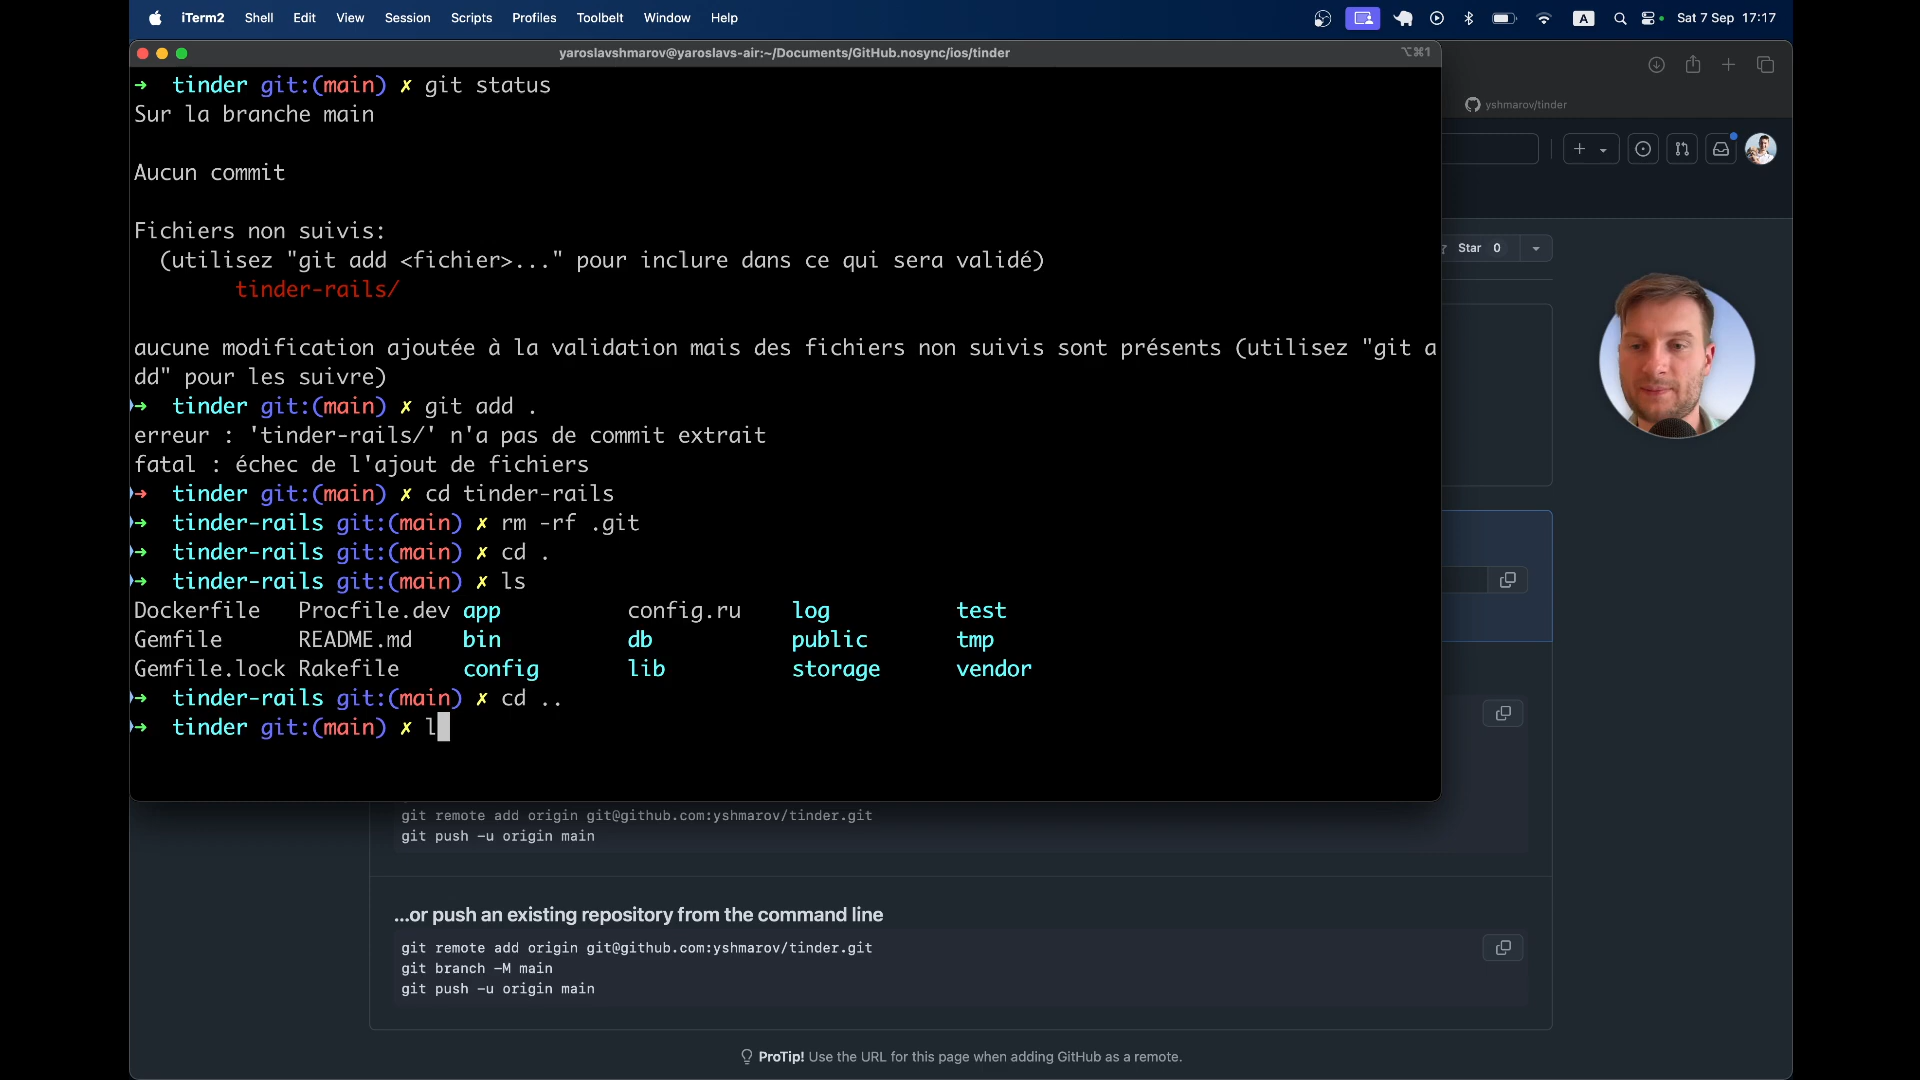 iTerm2 Shell Edit View Session Scripts Profiles Toolbelt Window Help
A Sat 7 Sep 17:17
yaroslavshmarov@yaroslavs-air:~/Documents/GitHub.nosync/ios/tinder ⌥⌘1
yshmarov/tinder
Star 0
→ tinder git:(main) ✗ git status
Sur la branche main
Aucun commit
Fichiers non suivis:
(utilisez "git add <fichier>..." pour inclure dans ce qui sera validé)
tinder-rails/
aucune modification ajoutée à la validation mais des fichiers non suivis sont présents (utilisez "git a
dd" pour les suivre)
→ tinder git:(main) ✗ git add .
erreur : 'tinder-rails/' n'a pas de commit extrait
fatal : échec de l'ajout de fichiers
→ tinder git:(main) ✗ cd tinder-rails
→ tinder-rails git:(main) ✗ rm -rf .git
→ tinder-rails git:(main) ✗ cd .
→ tinder-rails git:(main) ✗ ls
Dockerfile Procfile.dev app config.ru log test
Gemfile README.md bin db public tmp
Gemfile.lock Rakefile config lib storage vendor
→ tinder-rails git:(main) ✗ cd ..
→ tinder git:(main) ✗ l
git remote add origin git@github.com:yshmarov/tinder.git
git push -u origin main
...or push an existing repository from the command line
git remote add origin git@github.com:yshmarov/tinder.git
git branch -M main
git push -u origin main
ProTip! Use the URL for this page when adding GitHub as a remote.